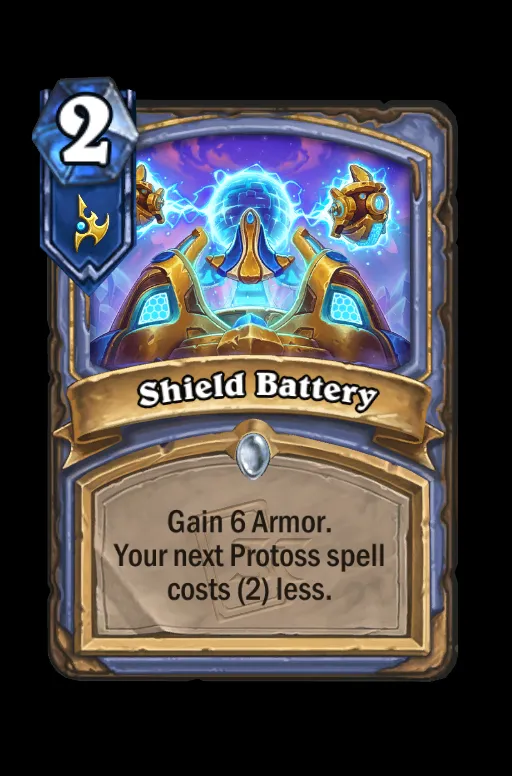 2
Shield Battery
Gain 6 Armor.
Your next Protoss spell
costs (2) less.